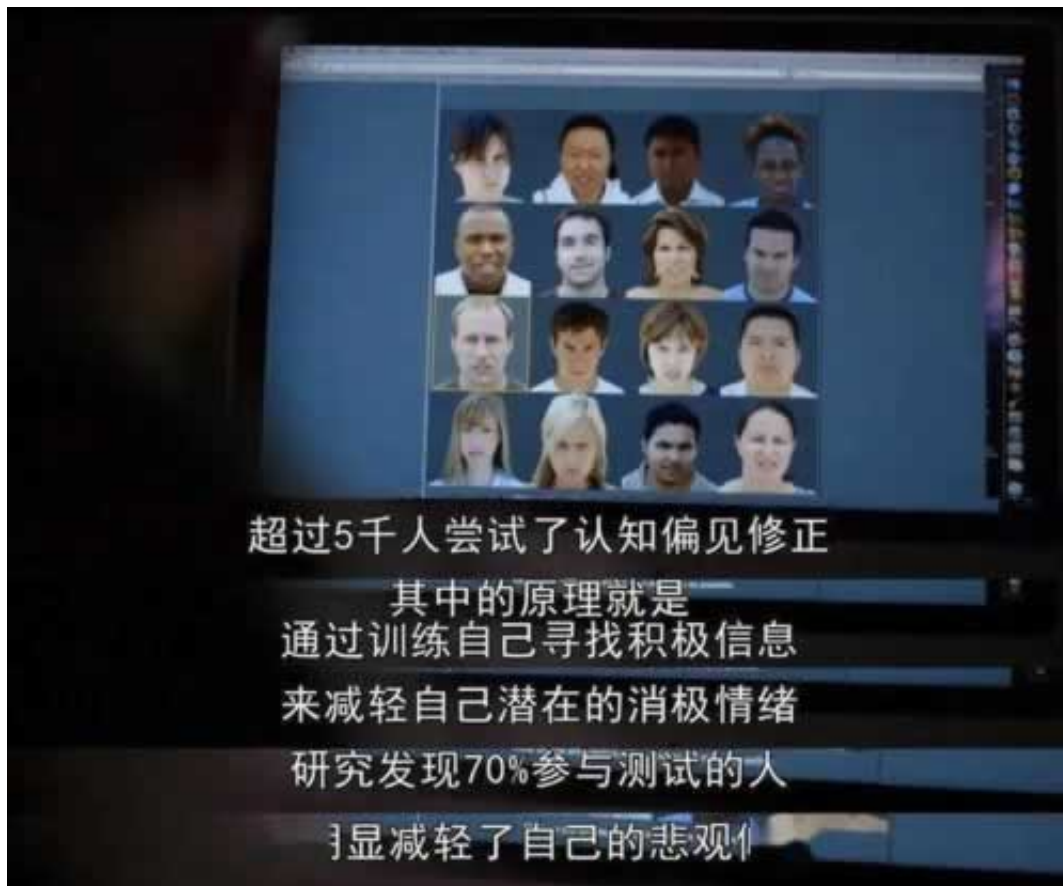 超过5千人尝试了认知偏见修正
其中的原理就是
通过训练自己寻找积极信息
来减轻自己潜在的消极情绪
研究发现70%参与测试的人
显减轻了自己的悲观